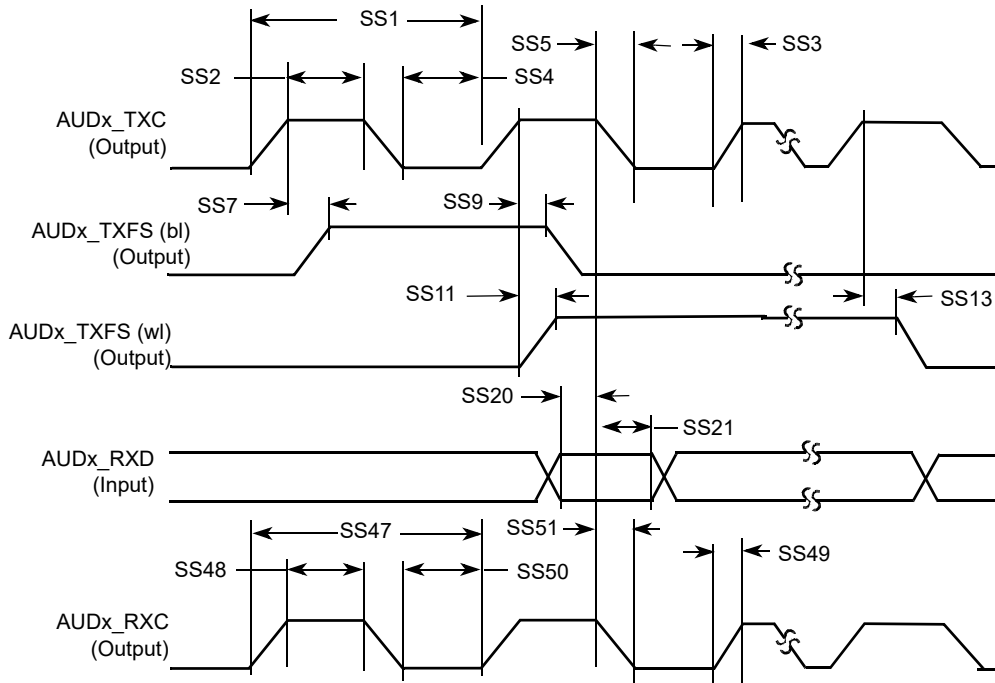 SS1
SS5
SS3
SS2
SS4
AUDx_TXC
(Output)
SS7
SS9
AUDx_TXFS (bl)
(Output)
SS11
SS13
AUDx_TXFS (wl)
(Output)
SS20
SS21
AUDx_RXD
(Input)
SS47
SS51
SS49
SS48
SS50
AUDx_RXC
(Output)